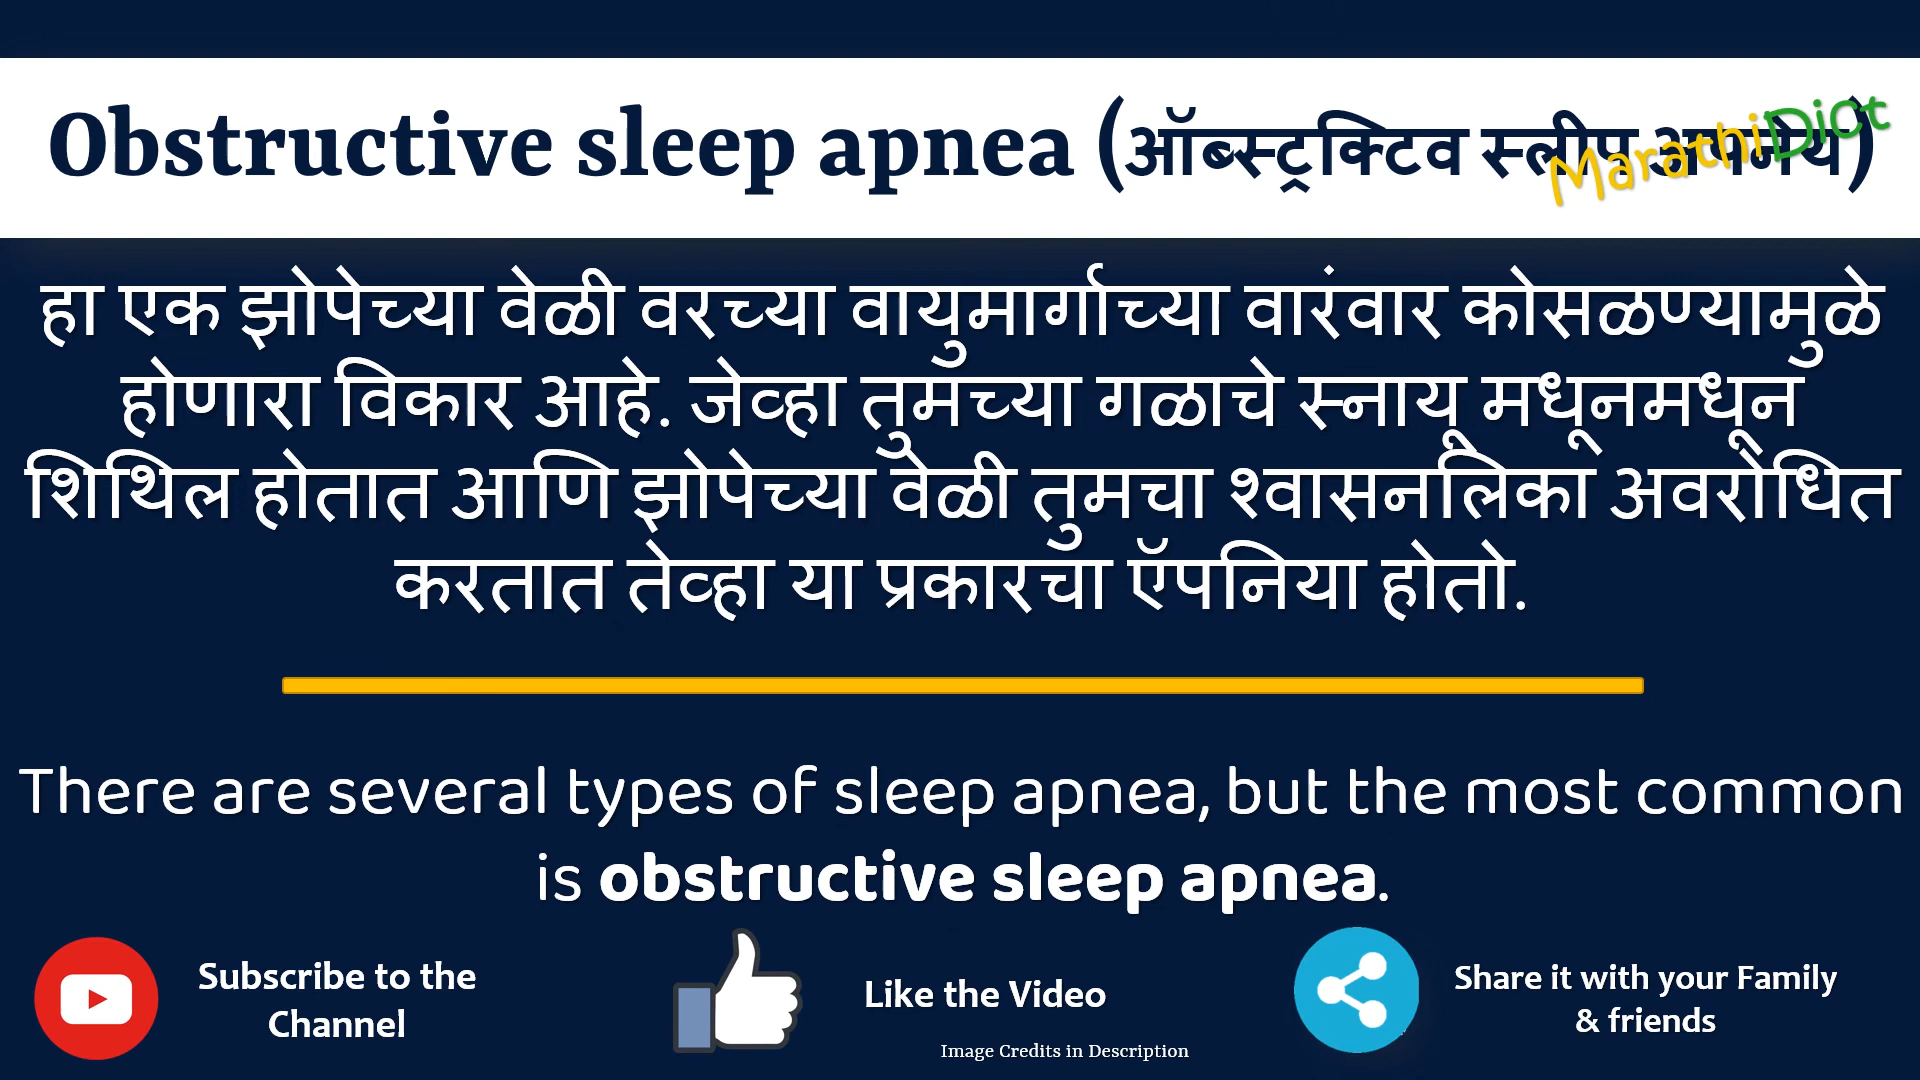 Obstructive sleep apnea (ऑब्स्ट्रक्टिव स्लीप अपनेय)
MarathiDict
हा एक झोपेच्या वेळी वरच्या वायुमार्गाच्या वारंवार कोसळण्यामुळे
होणारा विकार आहे. जेव्हा तुमच्या गळाचे स्नायू मधूनमधून
शिथिल होतात आणि झोपेच्या वेळी तुमचा श्वासनलिका अवरोधित
करतात तेव्हा या प्रकारचा ऍपनिया होतो.
There are several types of sleep apnea, but the most common
is obstructive sleep apnea.
Subscribe to the
Channel
Like the Video
Share it with your Family
& friends
Image Credits in Description